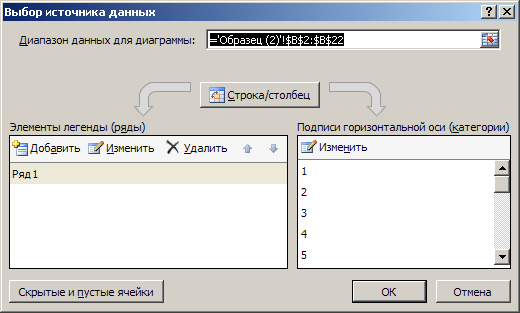 Выбор источника данных
Диапазон данных для диаграммы: ='Образец (2)'!$B$2:$B$22
Строка/столбец
Элементы легенды (ряды)
Добавить Изменить Удалить
Ряд1
Подписи горизонтальной оси (категории)
Изменить
1
2
3
4
5
Скрытые и пустые ячейки
OK Отмена